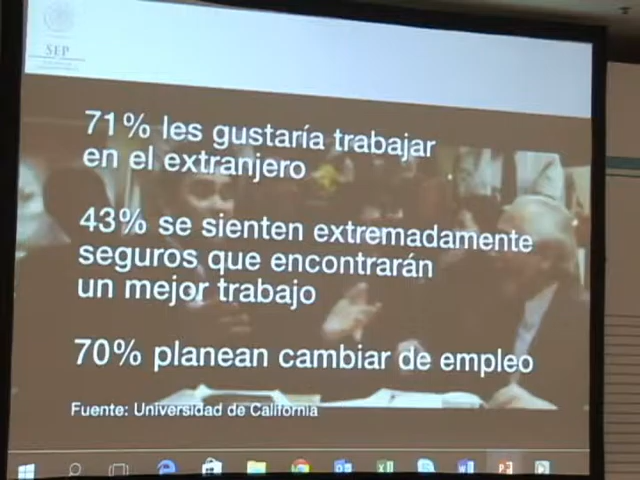 SEP
71% les gustaría trabajar
en el extranjero
43% se sienten extremadamente
seguros que encontrarán
un mejor trabajo
70% planean cambiar de empleo
Fuente: Universidad de California